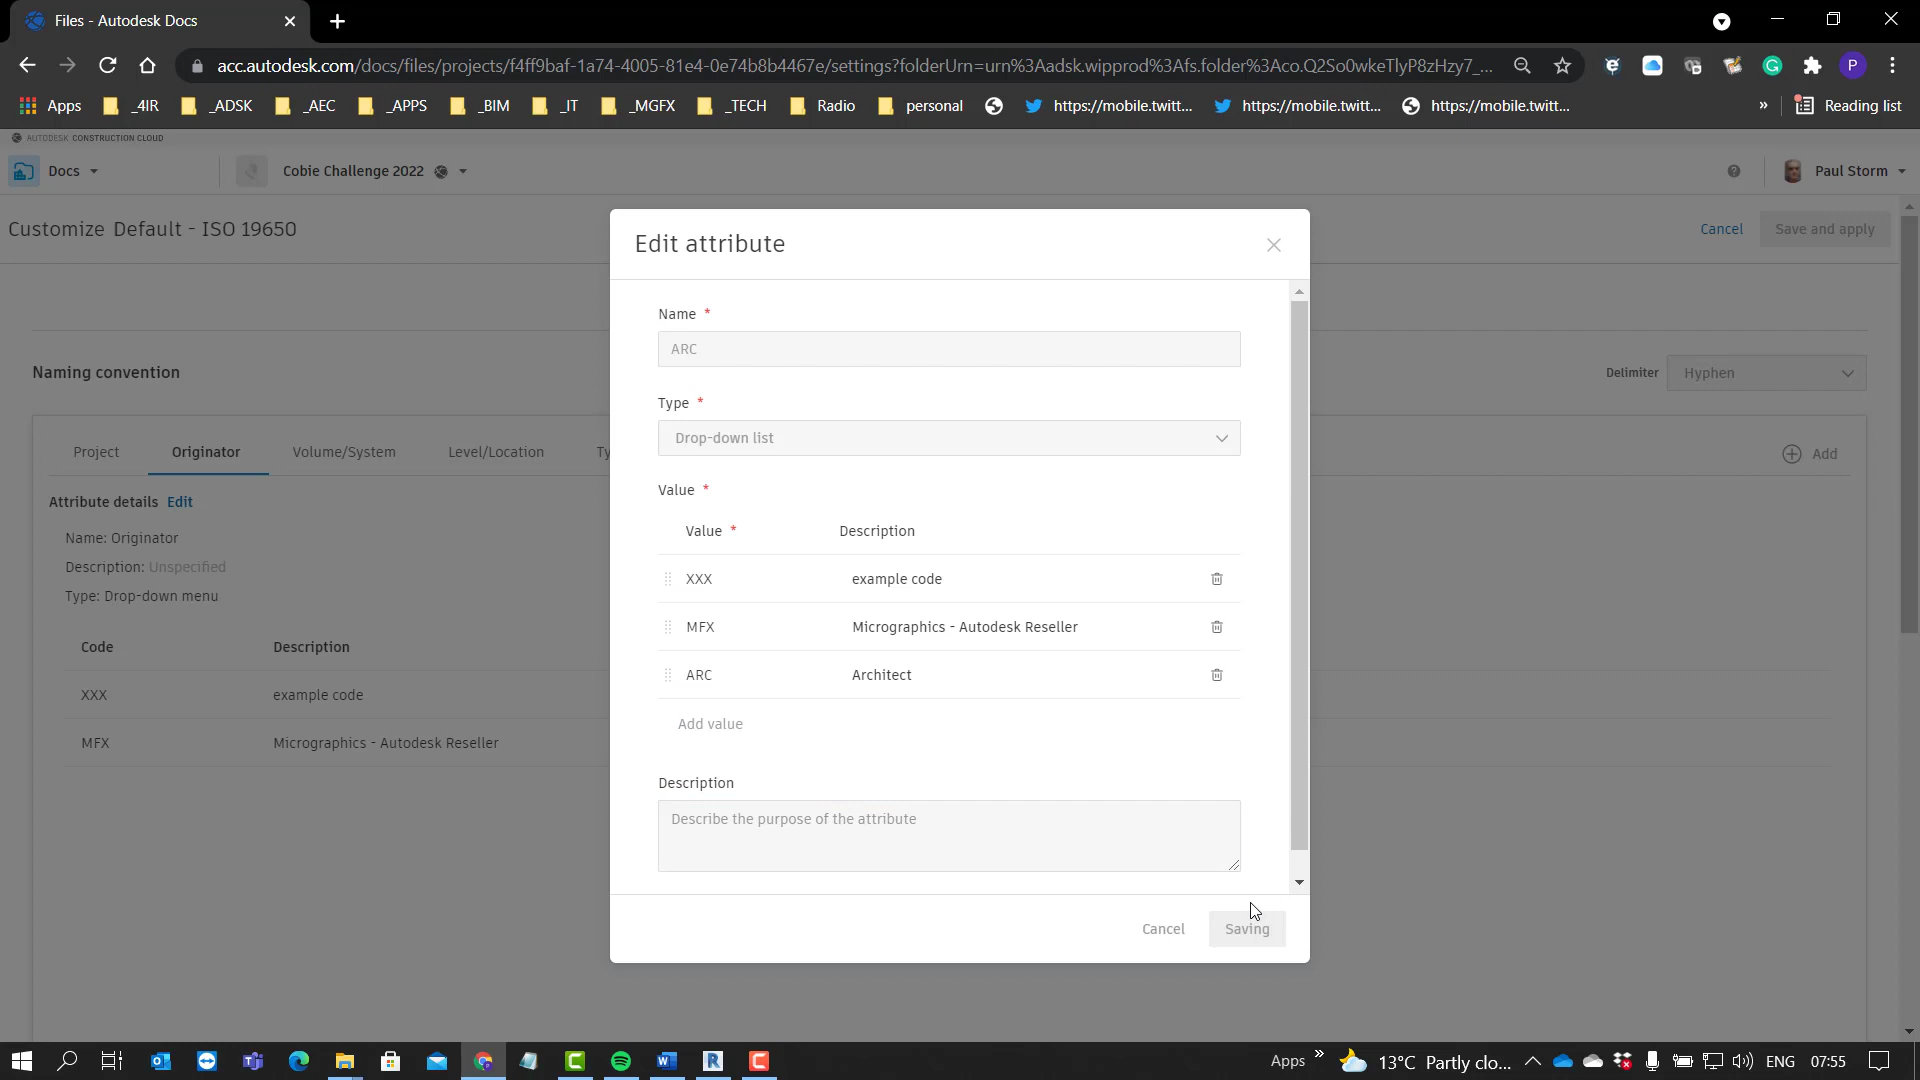 Files - Autodesk Docs
acc.autodesk.com/docs/files/projects/f4ff9baf-1a74-4005-81e4-0e74b8b4467e/settings?folderUrn=urn%3Aadsk.wipprod%3Afs.folder%3Aco.Q2So0wkeTlyP8zHzy7_...
P
Apps _4IR _ADSK _AEC _APPS _BIM _IT _MGFX _TECH Radio personal https://mobile.twitt... https://mobile.twitt... https://mobile.twitt... » Reading list
AUTODESK CONSTRUCTION CLOUD
Docs Cobie Challenge 2022 Paul Storm
Customize Default - ISO 19650 Cancel Save and apply
Naming convention Delimiter Hyphen
Project Originator Volume/System Level/Location Ty Add
Attribute details Edit
Name: Originator
Description: Unspecified
Type: Drop-down menu
Code Description
XXX example code
MFX Micrographics - Autodesk Reseller
Edit attribute
Name *
ARC
Type *
Drop-down list
Value *
Value * Description
XXX example code
MFX Micrographics - Autodesk Reseller
ARC Architect
Add value
Description
Describe the purpose of the attribute
Cancel Saving
Apps » 13°C Partly clo... ENG 07:55